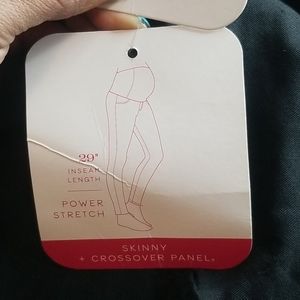 29"
INSEAM
LENGTH
POWER
STRETCH
SKINNY
+ CROSSOVER PANEL®